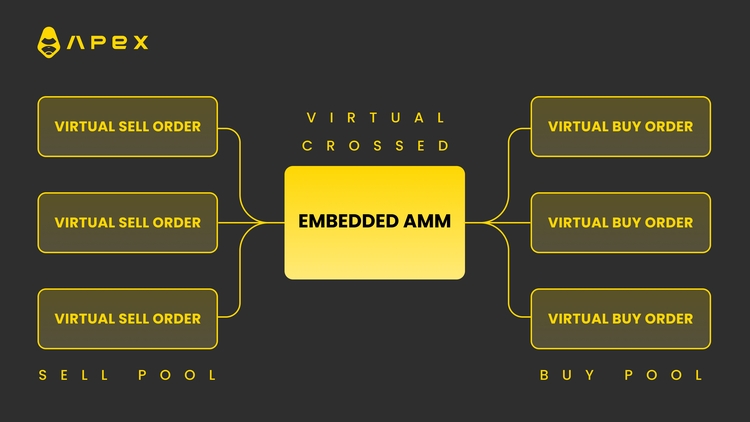 APEX
VIRTUAL SELL ORDER
VIRTUAL SELL ORDER
VIRTUAL SELL ORDER
SELL POOL
VIRTUAL
CROSSED
EMBEDDED AMM
VIRTUAL BUY ORDER
VIRTUAL BUY ORDER
VIRTUAL BUY ORDER
BUY POOL